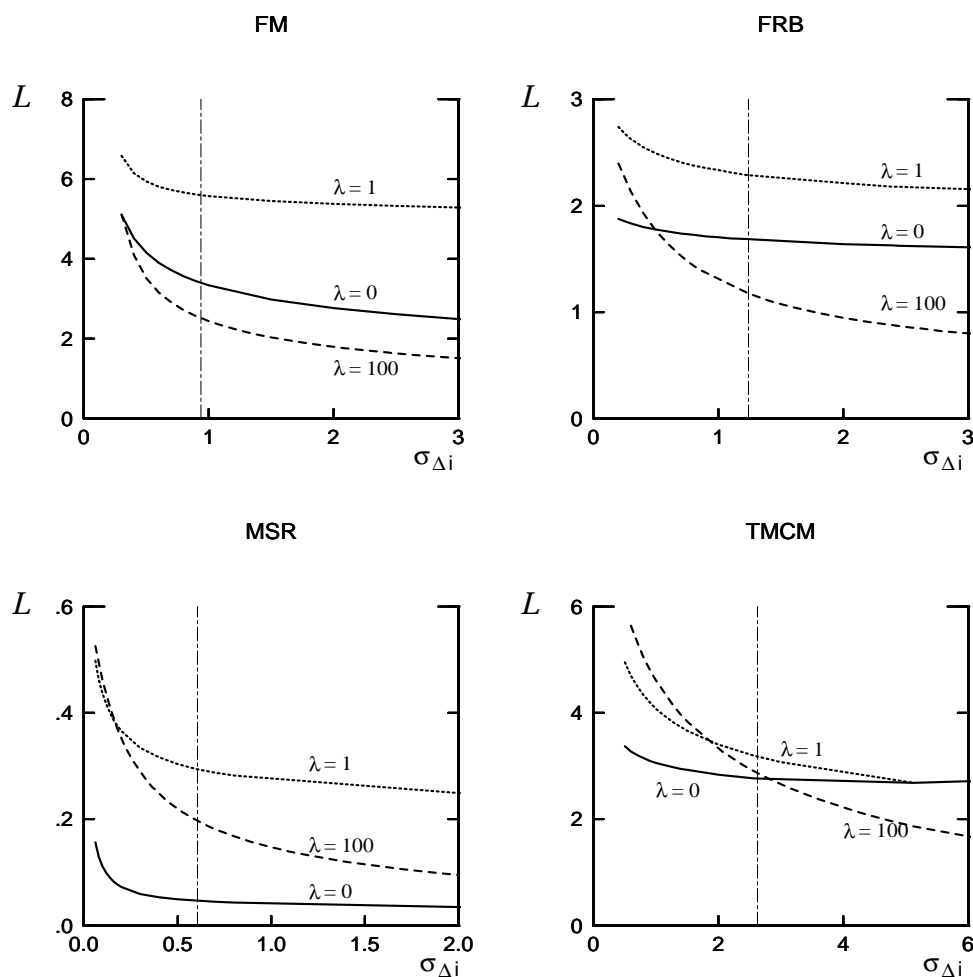 FM
L
8
6
4
2
0
λ = 1
λ = 0
λ = 100
0 1 2 3
σΔi
FRB
L
3
2
1
0
λ = 1
λ = 0
λ = 100
0 1 2 3
σΔi
MSR
L
.6
.4
.2
.0
λ = 1
λ = 100
λ = 0
0.0 0.5 1.0 1.5 2.0
σΔi
TMCM
L
6
4
2
0
λ = 1
λ = 0
λ = 100
0 2 4 6
σΔi